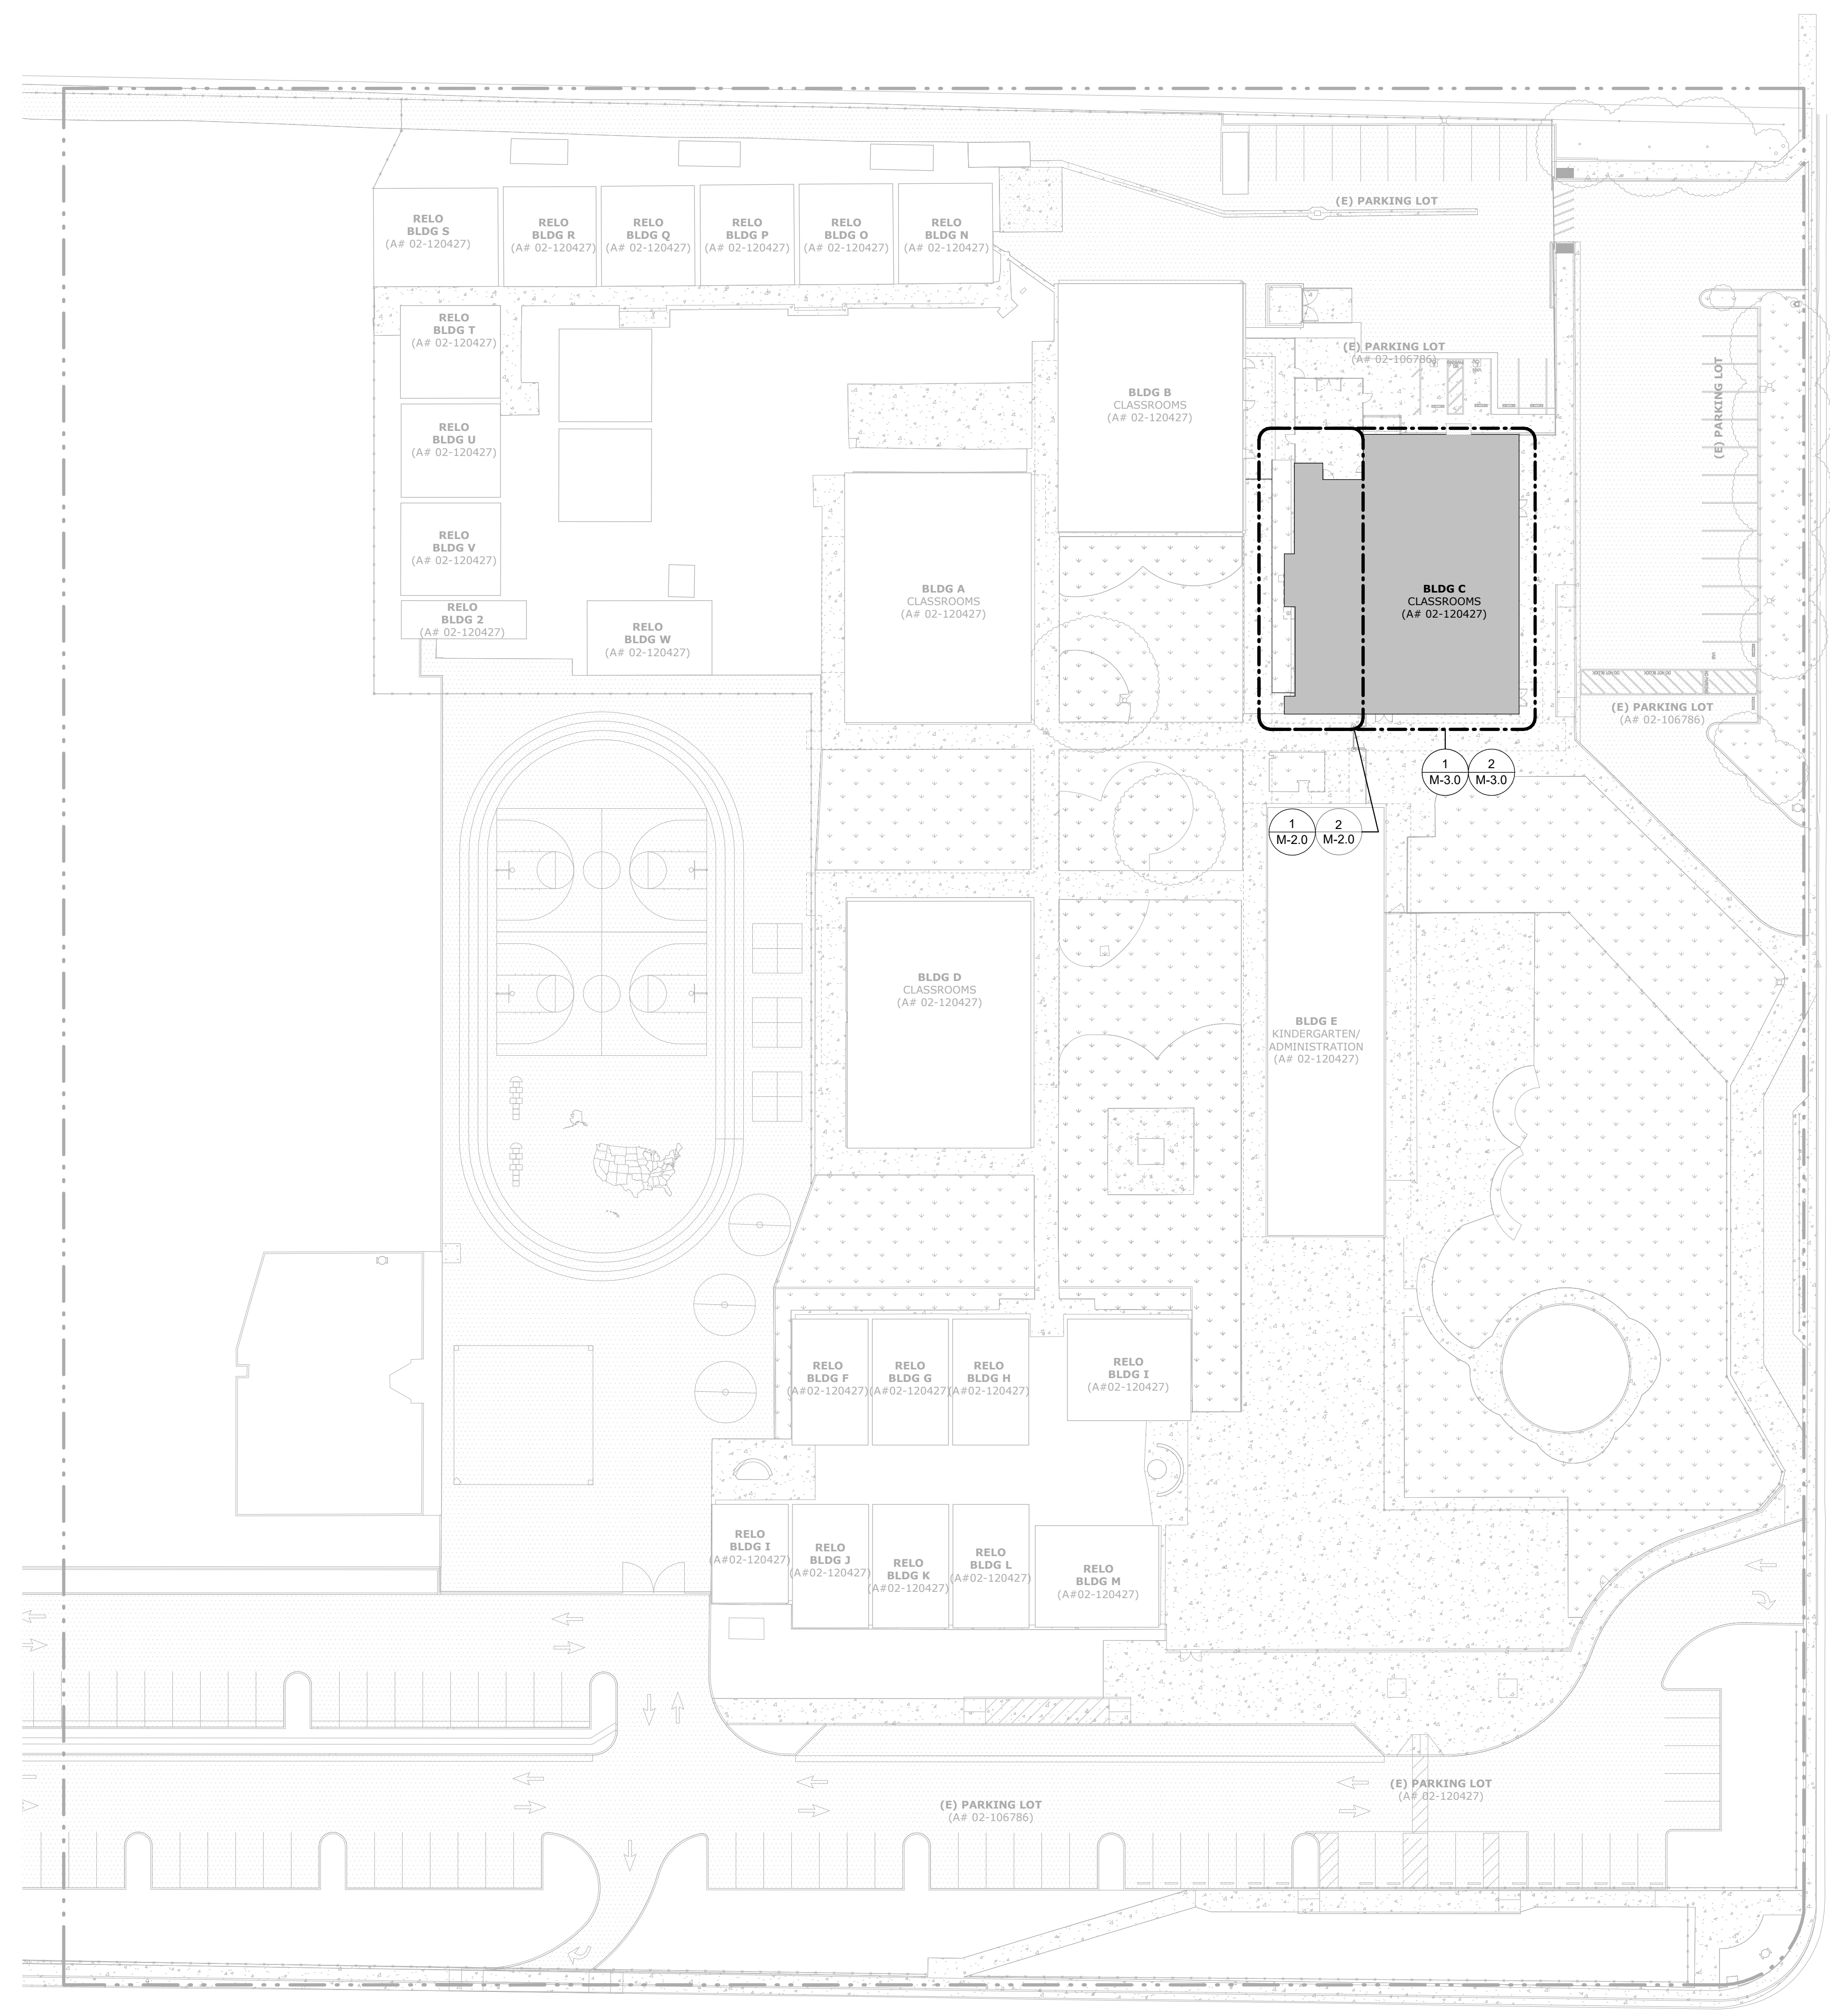 (E) PARKING LOT
RELO
BLDG S
(A# 02-120427)
RELO
BLDG R
(A# 02-120427)
RELO
BLDG Q
(A# 02-120427)
RELO
BLDG P
(A# 02-120427)
RELO
BLDG O
(A# 02-120427)
RELO
BLDG N
(A# 02-120427)
RELO
BLDG T
(A# 02-120427)
(E) PARKING LOT
(A# 02-106786)
(E) PARKING LOT
BLDG B
CLASSROOMS
(A# 02-120427)
RELO
BLDG U
(A# 02-120427)
RELO
BLDG V
(A# 02-120427)
BLDG A
CLASSROOMS
(A# 02-120427)
BLDG C
CLASSROOMS
(A# 02-120427)
RELO
BLDG 2
(A# 02-120427)
RELO
BLDG W
(A# 02-120427)
(E) PARKING LOT
(A# 02-106786)
1
M-3.0
2
M-3.0
1
M-2.0
2
M-2.0
BLDG D
CLASSROOMS
(A# 02-120427)
BLDG E
KINDERGARTEN/
ADMINISTRATION
(A# 02-120427)
RELO
BLDG F
(A#02-120427)
RELO
BLDG G
(A#02-120427)
RELO
BLDG H
(A#02-120427)
RELO
BLDG I
(A#02-120427)
RELO
BLDG I
(A#02-120427)
RELO
BLDG J
(A#02-120427)
RELO
BLDG K
(A#02-120427)
RELO
BLDG L
(A#02-120427)
RELO
BLDG M
(A#02-120427)
(E) PARKING LOT
(A# 02-120427)
(E) PARKING LOT
(A# 02-106786)